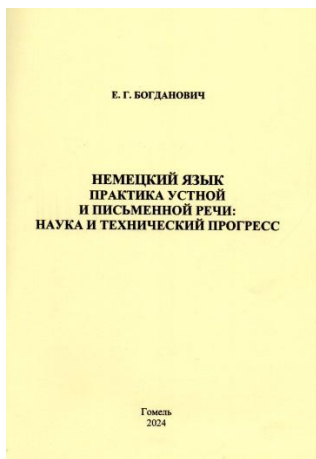 Е. Г. БОГДАНОВИЧ
НЕМЕЦКИЙ ЯЗЫК
ПРАКТИКА УСТНОЙ
И ПИСЬМЕННОЙ РЕЧИ:
НАУКА И ТЕХНИЧЕСКИЙ ПРОГРЕСС
Гомель
2024